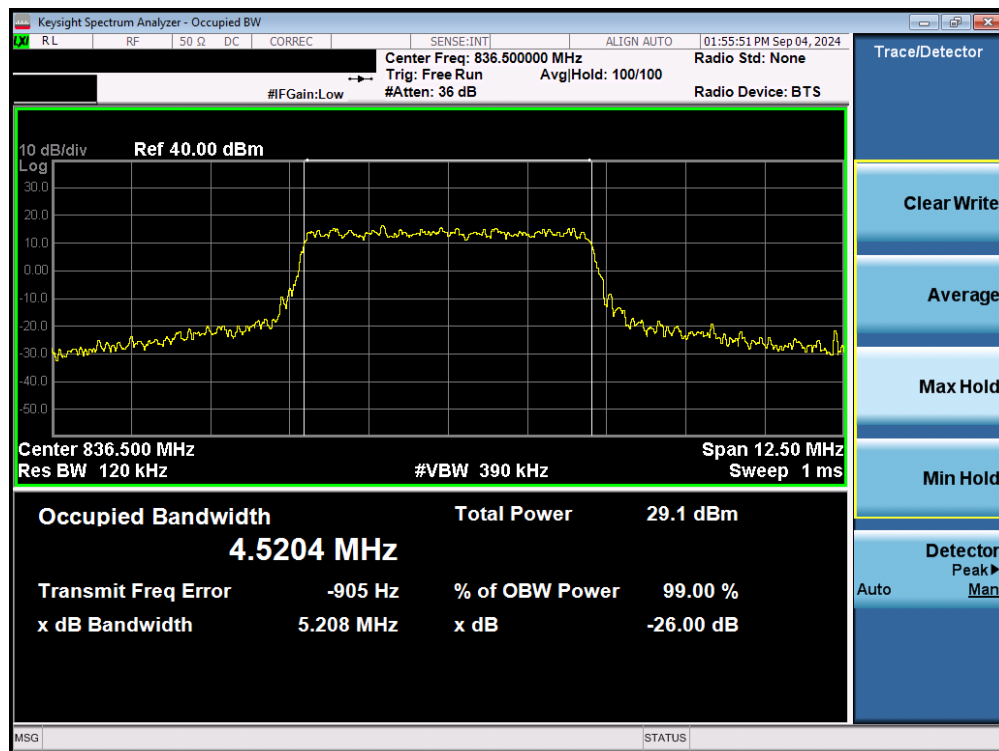 Keysight Spectrum Analyzer - Occupied BW
LXI RL RF 50 Ω DC CORREC SENSE:INT ALIGN AUTO 01:55:51 PM Sep 04, 2024
Center Freq: 836.500000 MHz Radio Std: None
Trig: Free Run Avg|Hold: 100/100
#IFGain:Low #Atten: 36 dB Radio Device: BTS
10 dB/div Ref 40.00 dBm
Log
30.0
20.0
10.0
0.00
-10.0
-20.0
-30.0
-40.0
-50.0
Center 836.500 MHz Span 12.50 MHz
Res BW 120 kHz #VBW 390 kHz Sweep 1 ms
Occupied Bandwidth Total Power 29.1 dBm
4.5204 MHz
Transmit Freq Error -905 Hz % of OBW Power 99.00 %
x dB Bandwidth 5.208 MHz x dB -26.00 dB
MSG STATUS
Trace/Detector
Clear Write
Average
Max Hold
Min Hold
Detector
Peak▶
Auto Man